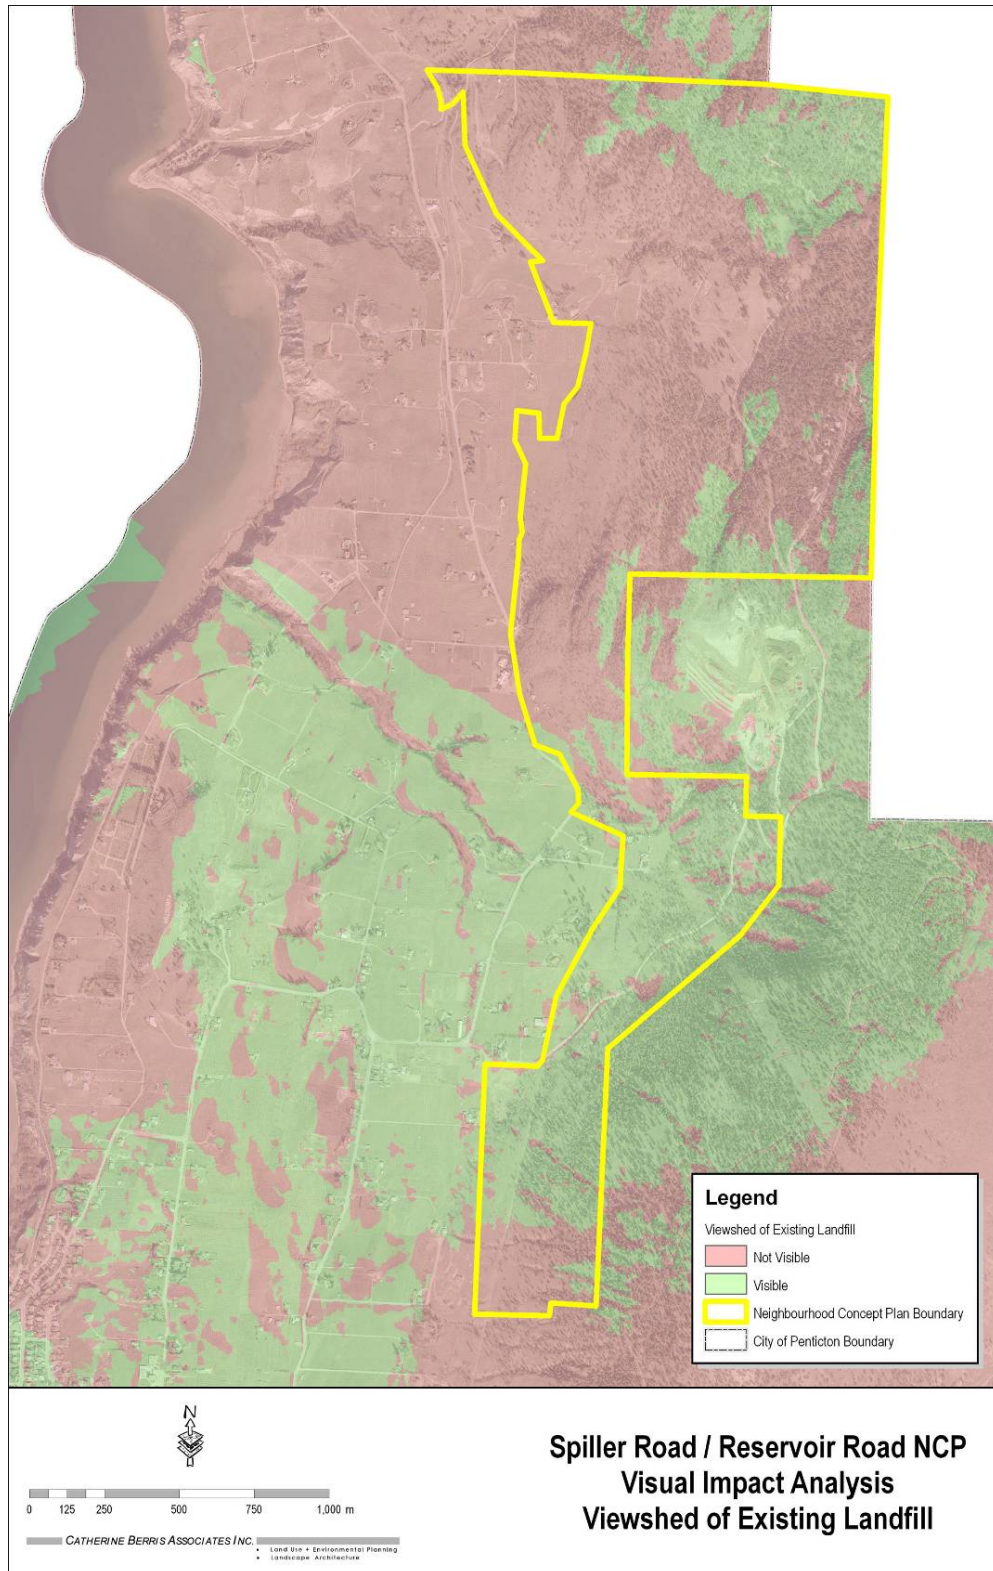 Legend
Viewshed of Existing Landfill
Not Visible
Visible
Neighbourhood Concept Plan Boundary
City of Penticton Boundary
N
0 125 250 500 750 1,000 m
CATHERINE BERRIS ASSOCIATES INC.
• Land Use + Environmental Planning
• Landscape Architecture
Spiller Road / Reservoir Road NCP
Visual Impact Analysis
Viewshed of Existing Landfill